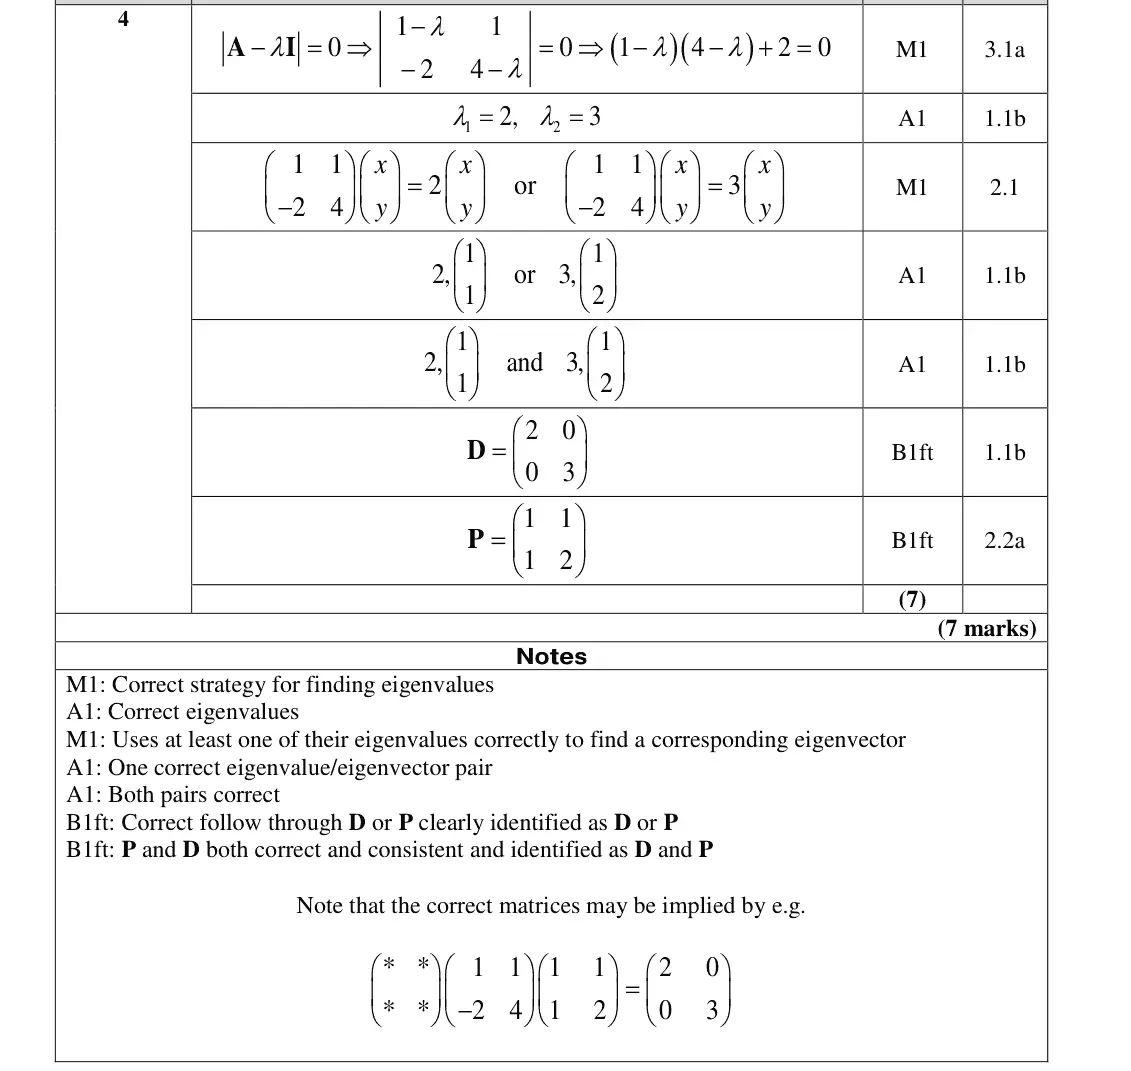 4
|A − λI| = 0 ⇒ | 1 − λ 1 ; −2 4 − λ | = 0 ⇒ (1 − λ)(4 − λ) + 2 = 0 M1 3.1a
λ₁ = 2, λ₂ = 3 A1 1.1b
( 1 1 ; −2 4 )( x ; y ) = 2( x ; y ) or ( 1 1 ; −2 4 )( x ; y ) = 3( x ; y ) M1 2.1
2, ( 1 ; 1 ) or 3, ( 1 ; 2 ) A1 1.1b
2, ( 1 ; 1 ) and 3, ( 1 ; 2 ) A1 1.1b
D = ( 2 0 ; 0 3 ) B1ft 1.1b
P = ( 1 1 ; 1 2 ) B1ft 2.2a
(7)
(7 marks)
Notes
M1: Correct strategy for finding eigenvalues
A1: Correct eigenvalues
M1: Uses at least one of their eigenvalues correctly to find a corresponding eigenvector
A1: One correct eigenvalue/eigenvector pair
A1: Both pairs correct
B1ft: Correct follow through D or P clearly identified as D or P
B1ft: P and D both correct and consistent and identified as D and P
Note that the correct matrices may be implied by e.g.
( * * ; * * )( 1 1 ; −2 4 )( 1 1 ; 1 2 ) = ( 2 0 ; 0 3 )